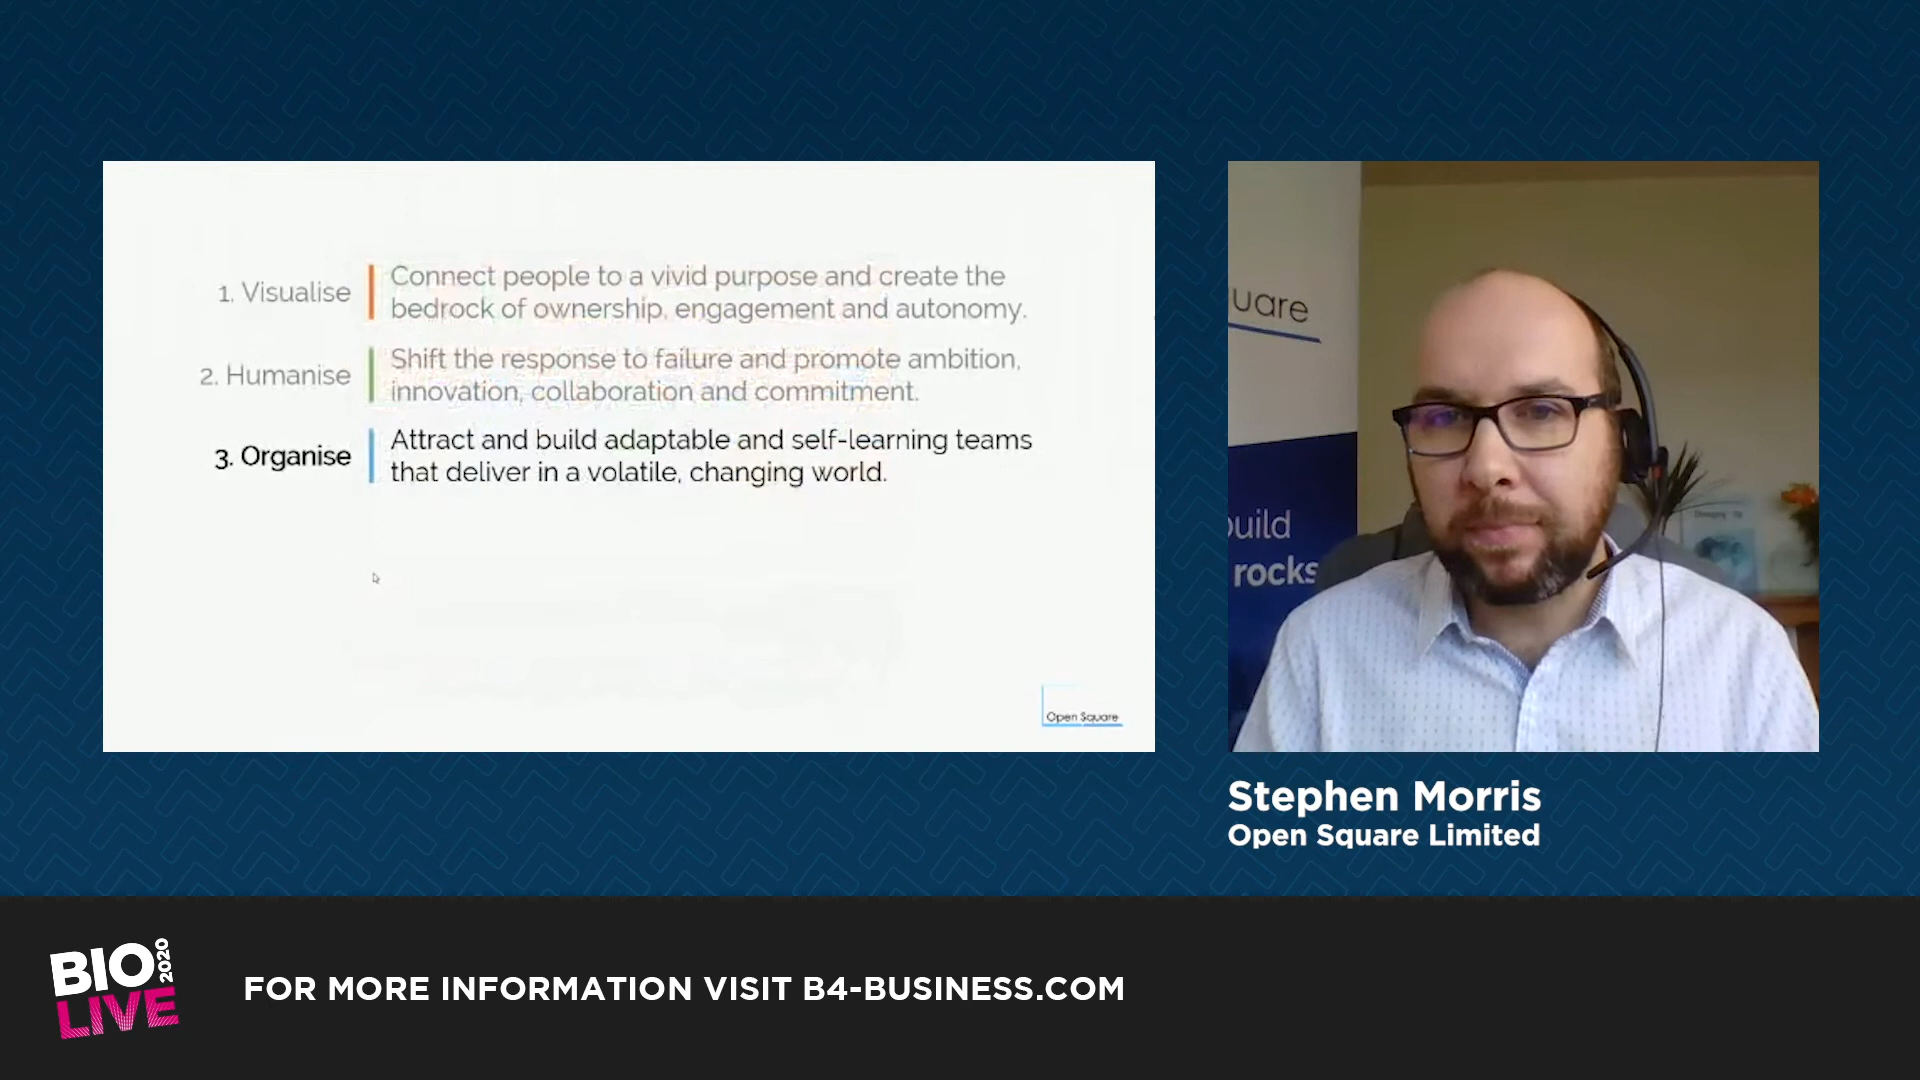 1. Visualise
Connect people to a vivid purpose and create the
bedrock of ownership, engagement and autonomy.
2. Humanise
Shift the response to failure and promote ambition,
innovation, collaboration and commitment.
3. Organise
Attract and build adaptable and self-learning teams
that deliver in a volatile, changing world.
Open Square
uare
build
rocks
Stephen Morris
Open Square Limited
BIO 2020
LIVE
FOR MORE INFORMATION VISIT B4-BUSINESS.COM